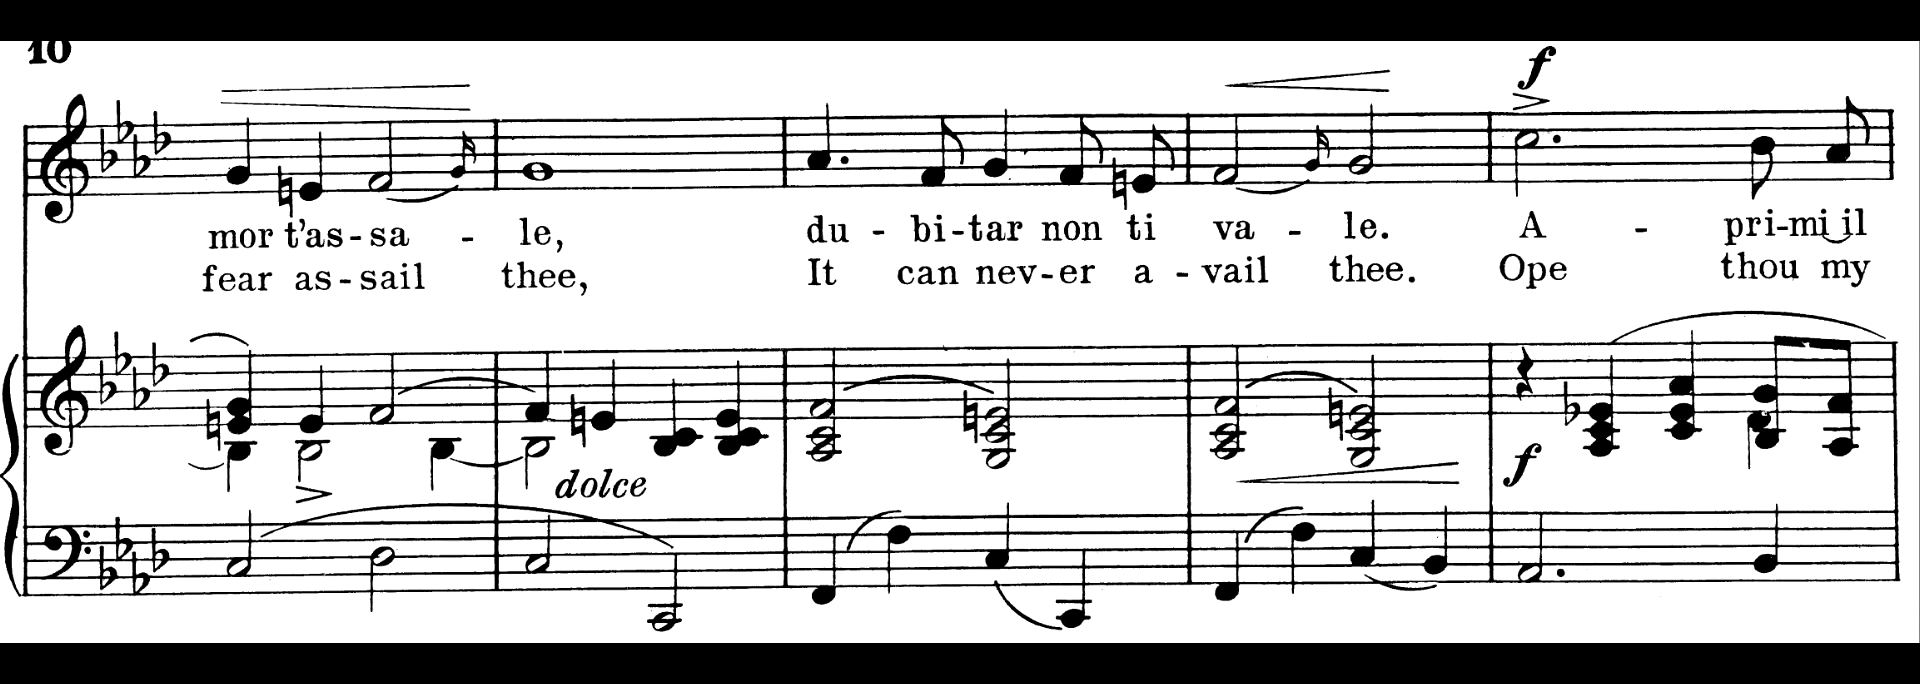 10
f
mor t'as-sa - le, du - bi-tar non ti va - le. A - pri-mi il
fear as-sail thee, It can nev-er a-vail thee. Ope thou my
dolce
f